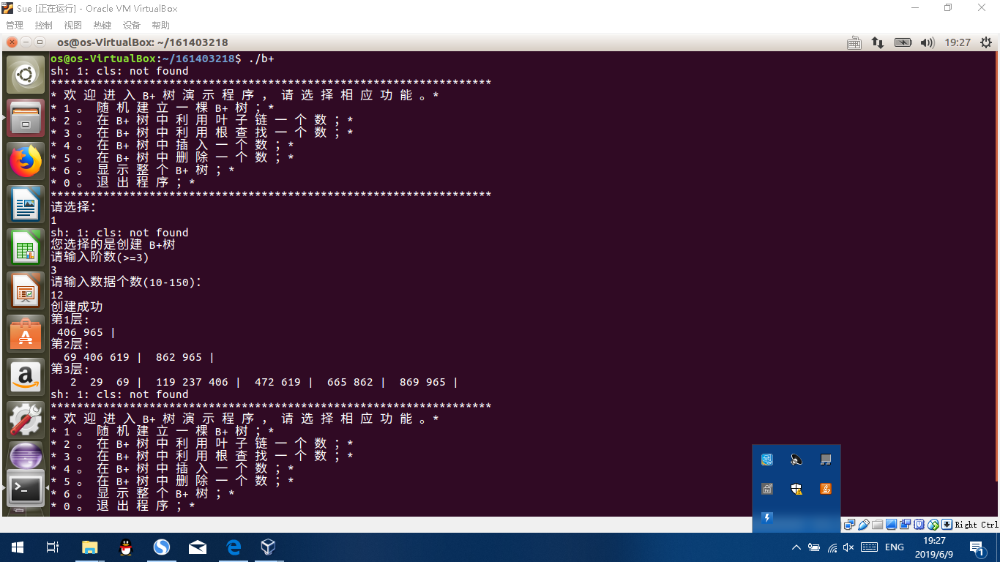 Sue [正在运行] - Oracle VM VirtualBox
管理 控制 视图 热键 设备 帮助
os@os-VirtualBox: ~/161403218
19:27
os@os-VirtualBox:~/161403218$ ./b+
sh: 1: cls: not found
*******************************************************************
* 欢 迎 进 入 B+ 树 演 示 程 序 ， 请 选 择 相 应 功 能 。*
* 1 。 随 机 建 立 一 棵 B+ 树 ；*
* 2 。 在 B+ 树 中 利 用 叶 子 链 一 个 数 ；*
* 3 。 在 B+ 树 中 利 用 根 查 找 一 个 数 ；*
* 4 。 在 B+ 树 中 插 入 一 个 数 ；*
* 5 。 在 B+ 树 中 删 除 一 个 数 ；*
* 6 。 显 示 整 个 B+ 树 ；*
* 0 。 退 出 程 序 ；*
*******************************************************************
请选择：
1
sh: 1: cls: not found
您选择的是创建 B+树
请输入阶数(>=3)
3
请输入数据个数(10-150)：
12
创建成功
第1层：
406 965 |
第2层：
69 406 619 |  862 965 |
第3层：
2  29  69 |  119 237 406 |  472 619 |  665 862 |  869 965 |
sh: 1: cls: not found
*******************************************************************
* 欢 迎 进 入 B+ 树 演 示 程 序 ， 请 选 择 相 应 功 能 。*
* 1 。 随 机 建 立 一 棵 B+ 树 ；*
* 2 。 在 B+ 树 中 利 用 叶 子 链 一 个 数 ；*
* 3 。 在 B+ 树 中 利 用 根 查 找 一 个 数 ；*
* 4 。 在 B+ 树 中 插 入 一 个 数 ；*
* 5 。 在 B+ 树 中 删 除 一 个 数 ；*
* 6 。 显 示 整 个 B+ 树 ；*
* 0 。 退 出 程 序 ；*
Right Ctrl
ENG
19:27
2019/6/9
1